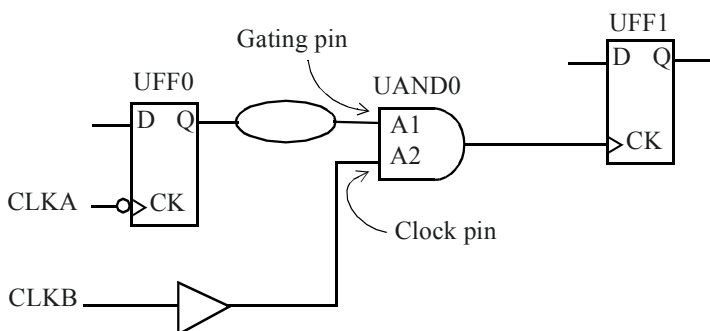 UFF1
Gating pin
D Q
UFF0
UAND0
D Q
A1
A2
CK
CLKA
CK
Clock pin
CLKB